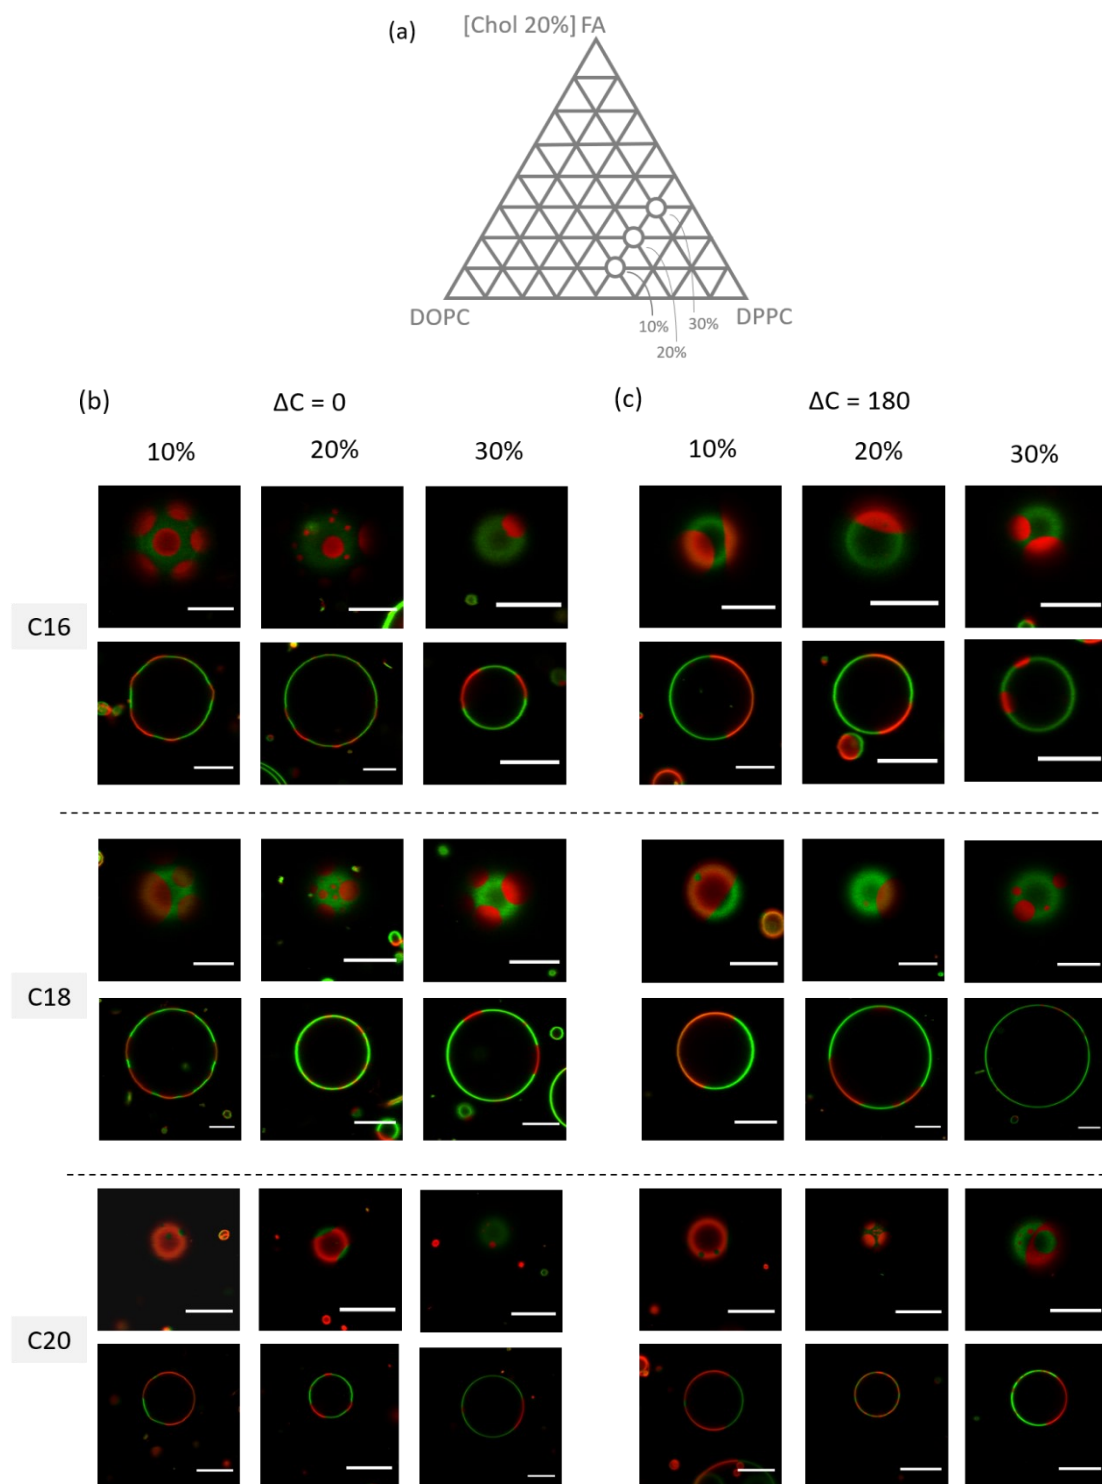 (a) [Chol 20%] FA
DOPC DPPC
10% 30%
20%
(b) ΔC = 0 (c) ΔC = 180
10% 20% 30% 10% 20% 30%
C16
C18
C20